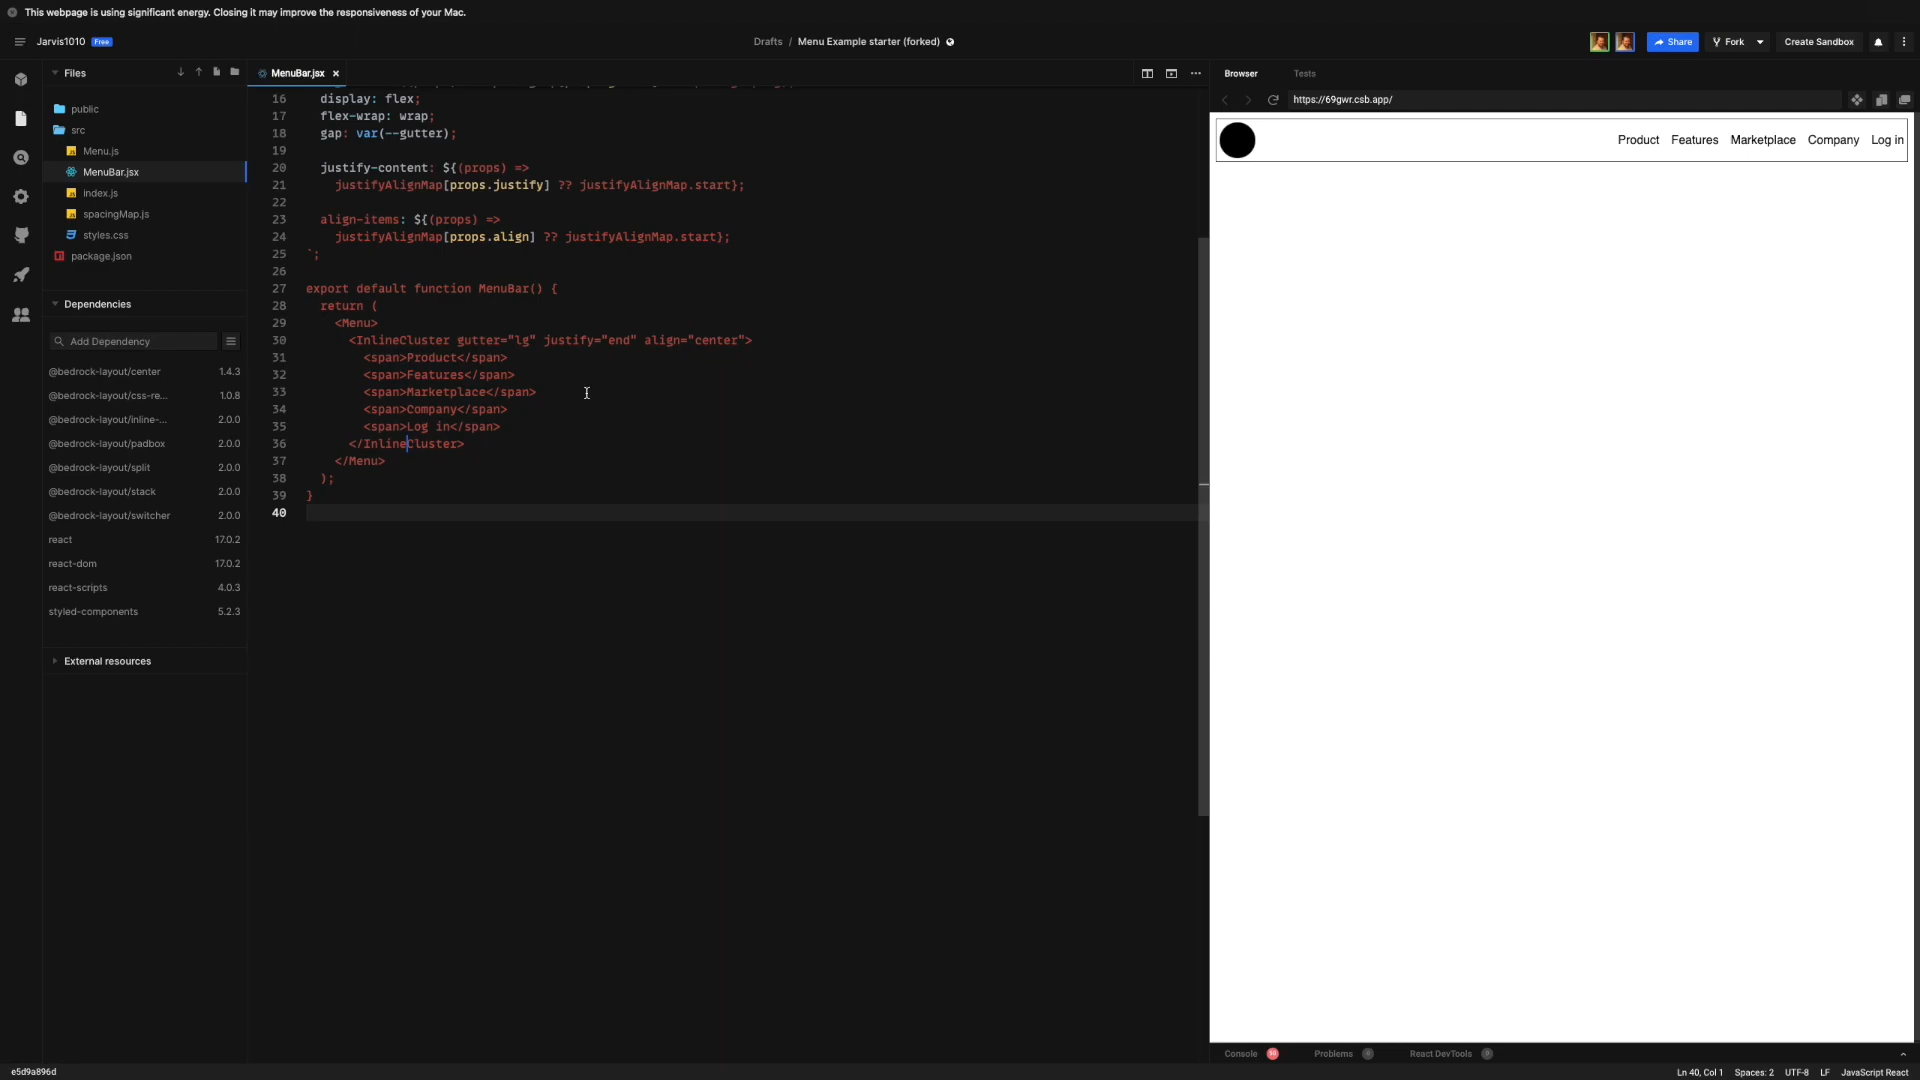 This webpage is using significant energy. Closing it may improve the responsiveness of your Mac.
Jarvis1010 Free
Drafts / Menu Example starter (forked)
Share
Fork
Create Sandbox
Files
public
src
Menu.js
MenuBar.jsx
index.js
spacingMap.js
styles.css
package.json
Dependencies
Add Dependency
@bedrock-layout/center 1.4.3
@bedrock-layout/css-re... 1.0.8
@bedrock-layout/inline-... 2.0.0
@bedrock-layout/padbox 2.0.0
@bedrock-layout/split 2.0.0
@bedrock-layout/stack 2.0.0
@bedrock-layout/switcher 2.0.0
react 17.0.2
react-dom 17.0.2
react-scripts 4.0.3
styled-components 5.2.3
External resources
MenuBar.jsx
16 display: flex;
17 flex-wrap: wrap;
18 gap: var(--gutter);
19
20 justify-content: ${(props) =>
21 justifyAlignMap[props.justify] ?? justifyAlignMap.start};
22
23 align-items: ${(props) =>
24 justifyAlignMap[props.align] ?? justifyAlignMap.start};
25 `;
26
27 export default function MenuBar() {
28 return (
29 <Menu>
30 <InlineCluster gutter="lg" justify="end" align="center">
31 <span>Product</span>
32 <span>Features</span>
33 <span>Marketplace</span>
34 <span>Company</span>
35 <span>Log in</span>
36 </InlineCluster>
37 </Menu>
38 );
39 }
40
Browser Tests
https://69gwr.csb.app/
Product Features Marketplace Company Log in
Console
Problems
React DevTools
e5d9a896d
Ln 40, Col 1 Spaces: 2 UTF-8 LF JavaScript React